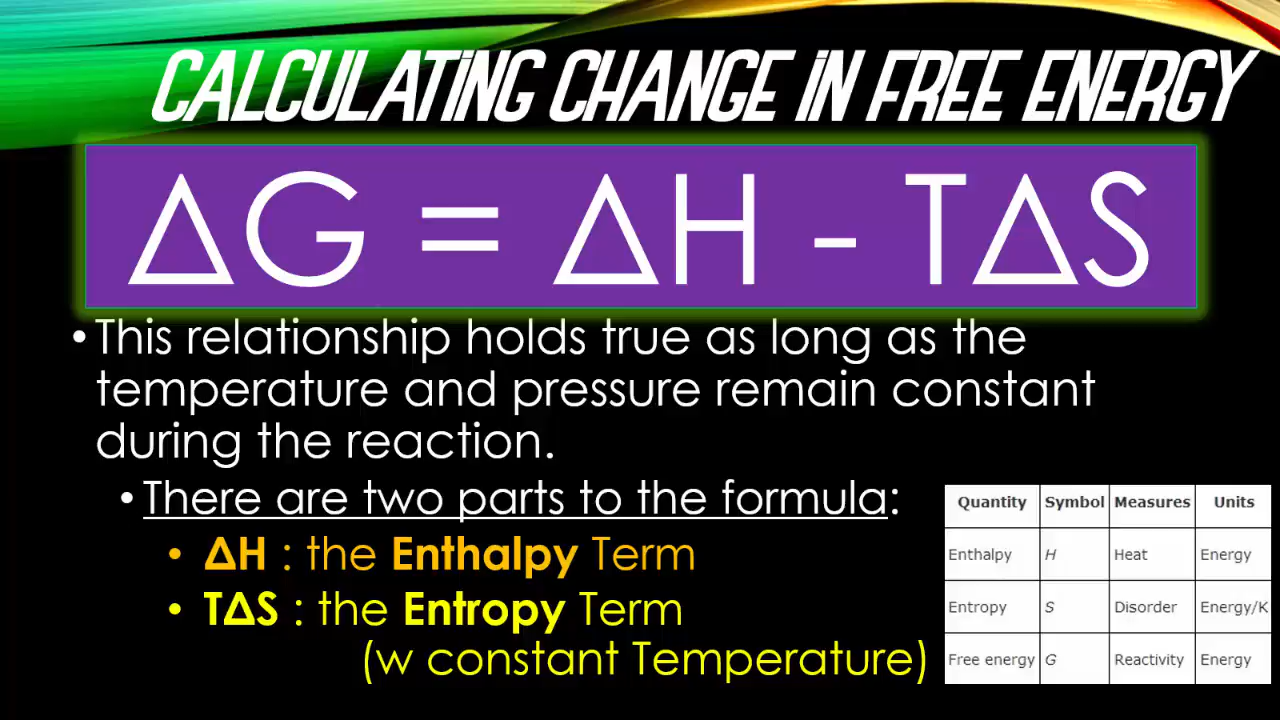 CALCULATING CHANGE IN FREE ENERGY
ΔG = ΔH - TΔS
•This relationship holds true as long as the
temperature and pressure remain constant
during the reaction.
•There are two parts to the formula:
• ΔH : the Enthalpy Term
• TΔS : the Entropy Term
(w constant Temperature)
Quantity Symbol Measures Units
Enthalpy H Heat Energy
Entropy S Disorder Energy/K
Free energy G Reactivity Energy